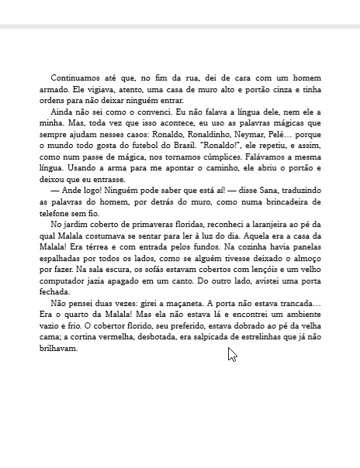 Continuamos até que, no fim da rua, dei de cara com um homem
armado. Ele vigiava, atento, uma casa de muro alto e portão cinza e tinha
ordens para não deixar ninguém entrar.
Ainda não sei como o convenci. Eu não falava a língua dele, nem ele a
minha. Mas, toda vez que isso acontece, eu uso as palavras mágicas que
sempre ajudam nesses casos: Ronaldo, Ronaldinho, Neymar, Pelé… porque
o mundo todo gosta do futebol do Brasil. “Ronaldo!”, ele repetiu, e assim,
como num passe de mágica, nos tornamos cúmplices. Falávamos a mesma
língua. Usando a arma para me apontar o caminho, ele abriu o portão e
deixou que eu entrasse.
— Ande logo! Ninguém pode saber que está aí! — disse Sana, traduzindo
as palavras do homem, por detrás do muro, como numa brincadeira de
telefone sem fio.
No jardim coberto de primaveras floridas, reconheci a laranjeira ao pé da
qual Malala costumava se sentar para ler à luz do dia. Aquela era a casa da
Malala! Era térrea e com entrada pelos fundos. Na cozinha havia panelas
espalhadas por todos os lados, como se alguém tivesse deixado o almoço
por fazer. Na sala escura, os sofás estavam cobertos com lençóis e um velho
computador jazia apagado em um canto. Do outro lado, avistei uma porta
fechada.
Não pensei duas vezes: girei a maçaneta. A porta não estava trancada…
Era o quarto da Malala! Mas ela não estava lá e encontrei um ambiente
vazio e frio. O cobertor florido, seu preferido, estava dobrado ao pé da velha
cama; a cortina vermelha, desbotada, era salpicada de estrelinhas que já não
brilhavam.